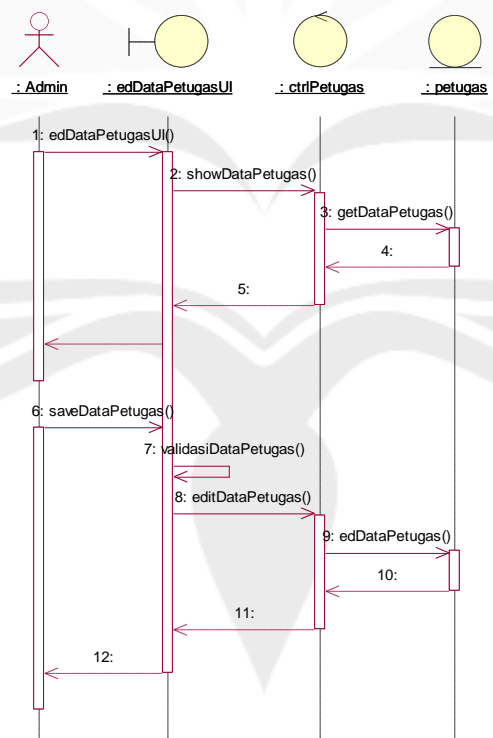 : Admin
: edDataPetugasUI
: ctrlPetugas
: petugas
1: edDataPetugasUI()
2: showDataPetugas()
3: getDataPetugas()
4:
5:
6: saveDataPetugas()
7: validasiDataPetugas()
8: editDataPetugas()
9: edDataPetugas()
10:
11:
12: